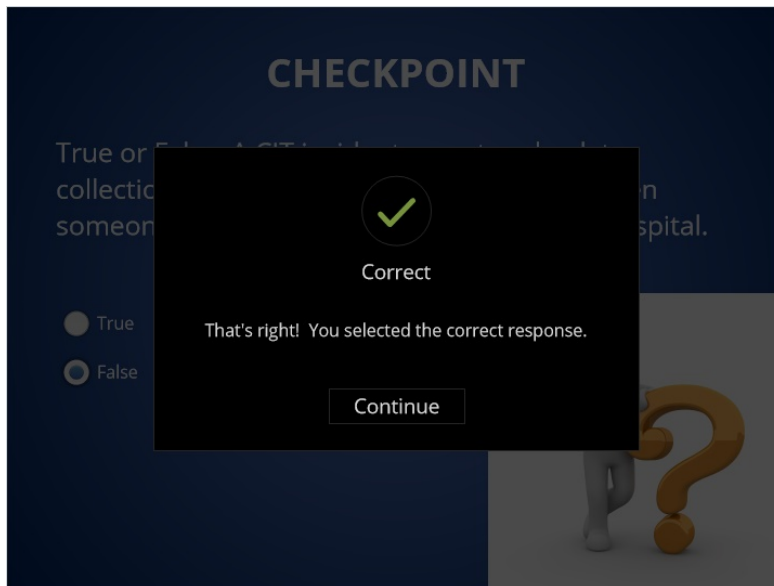 CHECKPOINT
True or
collectio n
someon spital.
Correct
That's right! You selected the correct response.
True
False
Continue